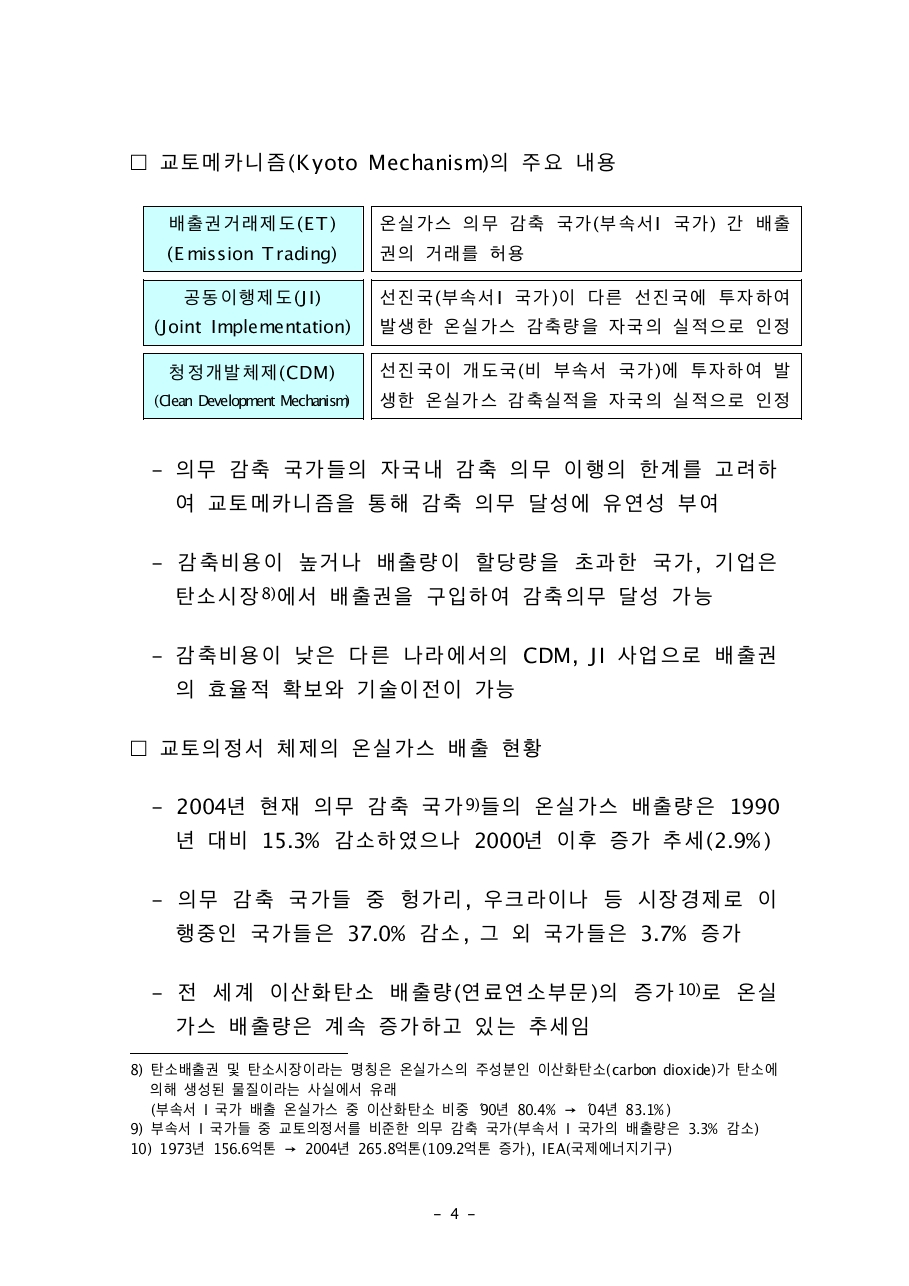 □ 교토메카니즘(Kyoto Mechanism)의 주요 내용
배출권거래제도(ET)
(Emission Trading)
온실가스 의무 감축 국가(부속서Ⅰ 국가) 간 배출
권의 거래를 허용
공동이행제도(JI)
(Joint Implementation)
선진국(부속서Ⅰ 국가)이 다른 선진국에 투자하여
발생한 온실가스 감축량을 자국의 실적으로 인정
청정개발체제(CDM)
(Clean Development Mechanism)
선진국이 개도국(비 부속서 국가)에 투자하여 발
생한 온실가스 감축실적을 자국의 실적으로 인정
– 의무 감축 국가들의 자국내 감축 의무 이행의 한계를 고려하
여 교토메카니즘을 통해 감축 의무 달성에 유연성 부여
– 감축비용이 높거나 배출량이 할당량을 초과한 국가, 기업은
탄소시장8)에서 배출권을 구입하여 감축의무 달성 가능
– 감축비용이 낮은 다른 나라에서의 CDM, JI 사업으로 배출권
의 효율적 확보와 기술이전이 가능
□ 교토의정서 체제의 온실가스 배출 현황
– 2004년 현재 의무 감축 국가9)들의 온실가스 배출량은 1990
년 대비 15.3% 감소하였으나 2000년 이후 증가 추세(2.9%)
– 의무 감축 국가들 중 헝가리, 우크라이나 등 시장경제로 이
행중인 국가들은 37.0% 감소, 그 외 국가들은 3.7% 증가
– 전 세계 이산화탄소 배출량(연료연소부문)의 증가10)로 온실
가스 배출량은 계속 증가하고 있는 추세임
8) 탄소배출권 및 탄소시장이라는 명칭은 온실가스의 주성분인 이산화탄소(carbon dioxide)가 탄소에
의해 생성된 물질이라는 사실에서 유래
(부속서 Ⅰ 국가 배출 온실가스 중 이산화탄소 비중 '90년 80.4% → '04년 83.1%)
9) 부속서 Ⅰ 국가들 중 교토의정서를 비준한 의무 감축 국가(부속서 Ⅰ 국가의 배출량은 3.3% 감소)
10) 1973년 156.6억톤 → 2004년 265.8억톤(109.2억톤 증가), IEA(국제에너지기구)
– 4 –